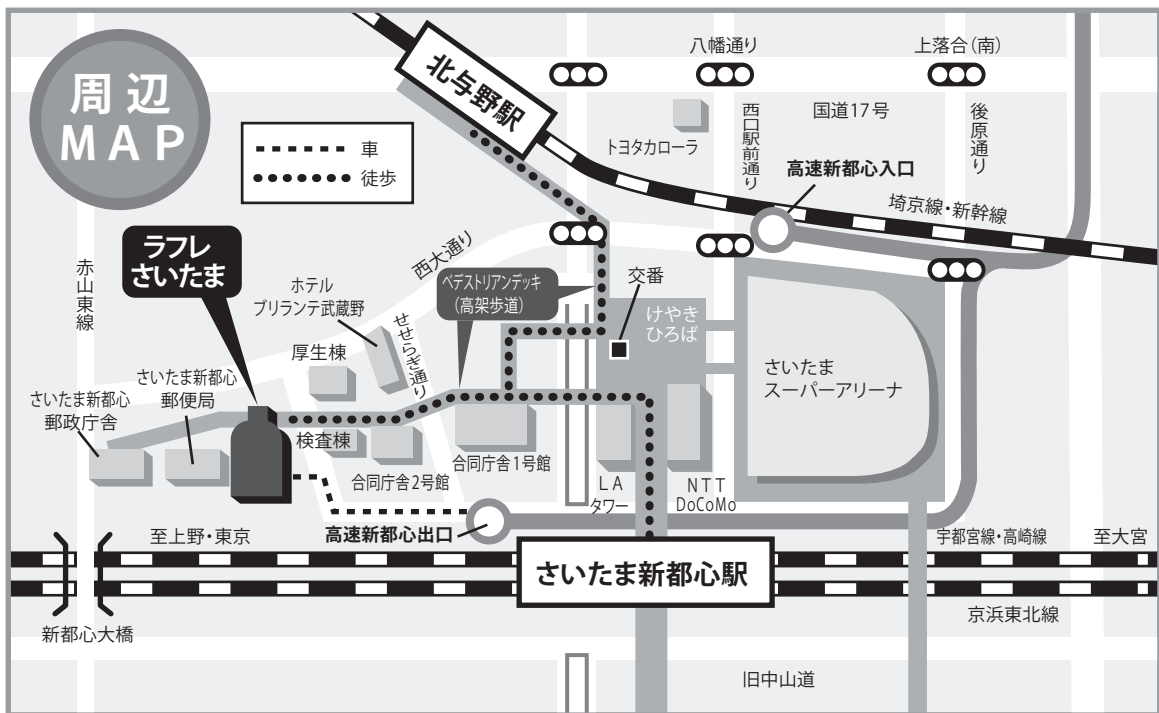 周辺
MAP
車
徒歩
北与野駅
八幡通り
上落合(南)
トヨタカローラ
西口駅前通り
国道17号
後原通り
高速新都心入口
埼京線・新幹線
ラフレ
さいたま
赤山東線
西大通り
ペデストリアンデッキ
(高架歩道)
交番
けやき
ひろば
ホテル
ブリランテ武蔵野
せせらぎ通り
厚生棟
さいたま
スーパーアリーナ
さいたま新都心
郵政庁舎
さいたま新都心
郵便局
検査棟
合同庁舎2号館
合同庁舎1号館
LA
タワー
NTT
DoCoMo
高速新都心出口
至上野・東京
さいたま新都心駅
宇都宮線・高崎線
至大宮
京浜東北線
新都心大橋
旧中山道